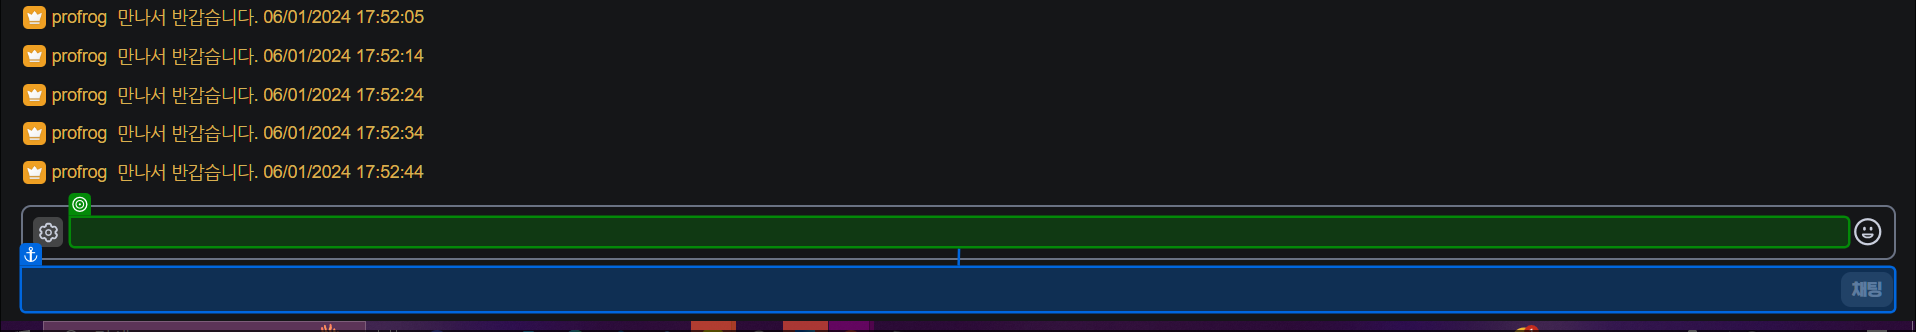 profrog 만나서 반갑습니다. 06/01/2024 17:52:05
profrog 만나서 반갑습니다. 06/01/2024 17:52:14
profrog 만나서 반갑습니다. 06/01/2024 17:52:24
profrog 만나서 반갑습니다. 06/01/2024 17:52:34
profrog 만나서 반갑습니다. 06/01/2024 17:52:44
채팅